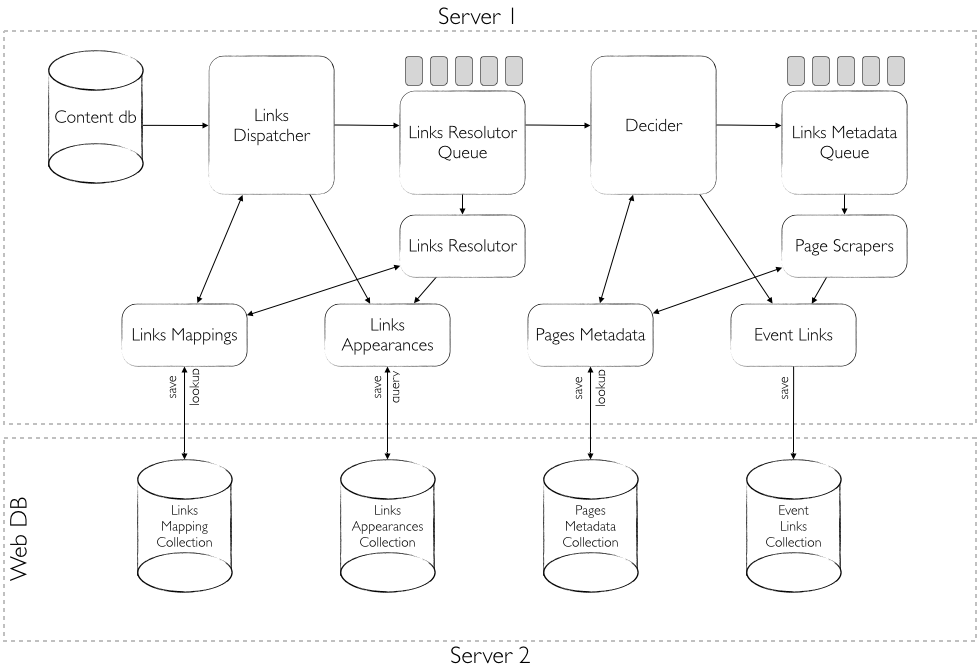 Server 1
Content db
Links
Dispatcher
Links Resolutor
Queue
Decider
Links Metadata
Queue
Links Resolutor
Page Scrapers
Links Mappings
Links
Appearances
Pages Metadata
Event Links
save
lookup
save
query
save
lookup
save
Web DB
Links
Mapping
Collection
Links
Appearances
Collection
Pages
Metadata
Collection
Event
Links
Collection
Server 2